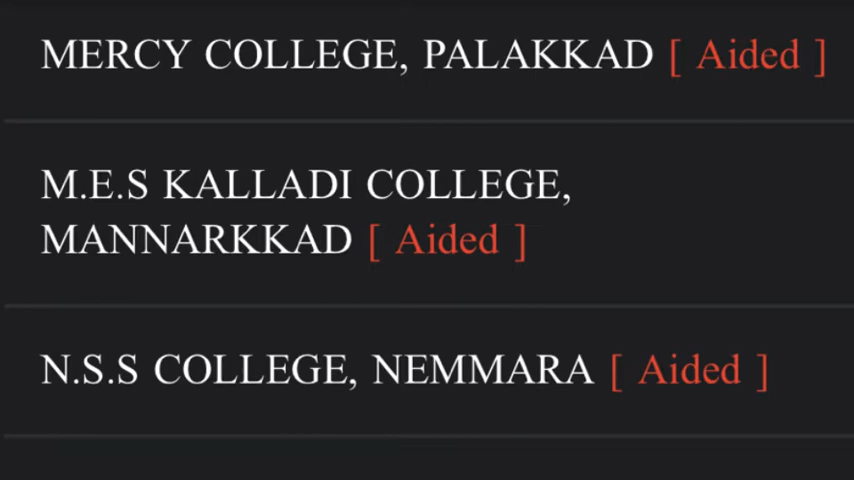 MERCY COLLEGE, PALAKKAD [ Aided ]
M.E.S KALLADI COLLEGE,
MANNARKKAD [ Aided ]
N.S.S COLLEGE, NEMMARA [ Aided ]